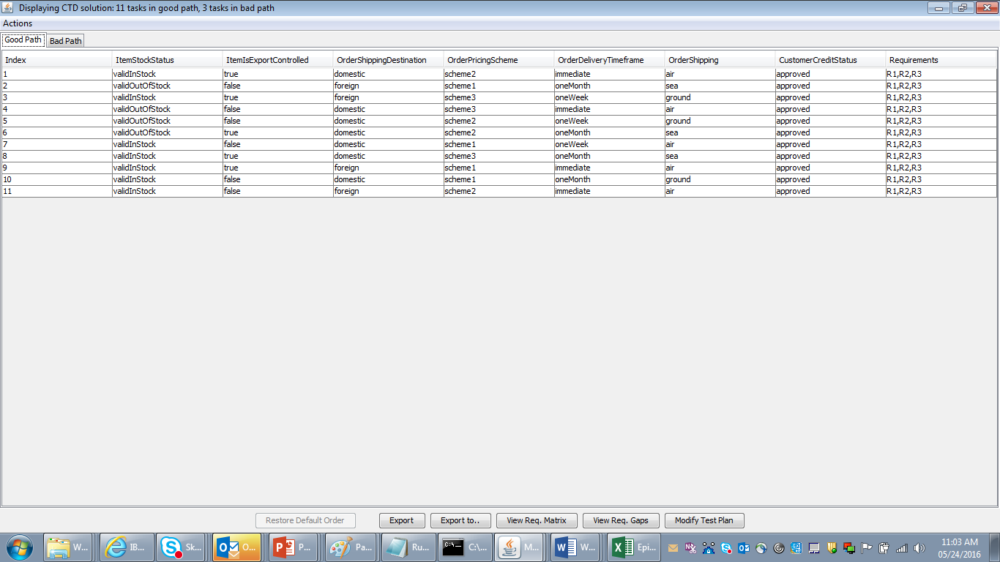 Displaying CTD solution: 11 tasks in good path, 3 tasks in bad path
Actions
Good Path Bad Path
Index ItemStockStatus ItemIsExportControlled OrderShippingDestination OrderPricingScheme OrderDeliveryTimeframe OrderShipping CustomerCreditStatus Requirements
1 validInStock true domestic scheme2 immediate air approved R1,R2,R3
2 validOutOfStock false foreign scheme1 oneMonth sea approved R1,R2,R3
3 validInStock true foreign scheme3 oneWeek ground approved R1,R2,R3
4 validOutOfStock false domestic scheme3 immediate air approved R1,R2,R3
5 validOutOfStock false domestic scheme2 oneWeek ground approved R1,R2,R3
6 validOutOfStock true domestic scheme2 oneMonth sea approved R1,R2,R3
7 validInStock false domestic scheme1 oneWeek air approved R1,R2,R3
8 validInStock true domestic scheme3 oneMonth sea approved R1,R2,R3
9 validInStock true foreign scheme1 immediate air approved R1,R2,R3
10 validInStock false domestic scheme1 oneMonth ground approved R1,R2,R3
11 validInStock false foreign scheme2 immediate air approved R1,R2,R3
Restore Default Order Export Export to.. View Req. Matrix View Req. Gaps Modify Test Plan
W... IB... Sk... O... P... Pa... Ru... C:\... M... W... Epi... 11:03 AM
05/24/2016